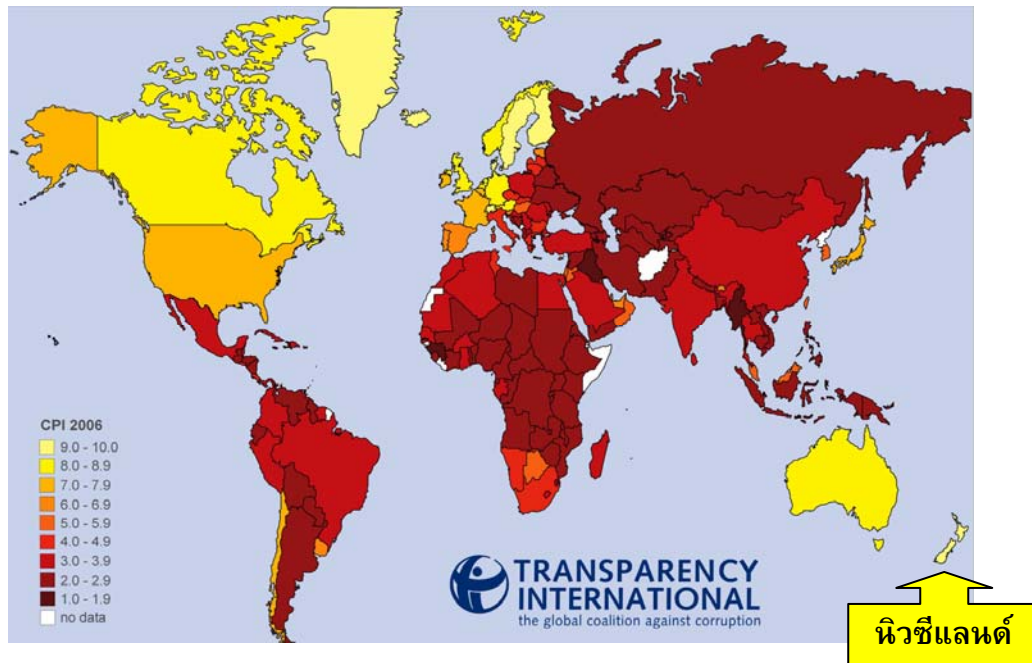 CPI 2006
9.0 - 10.0
8.0 - 8.9
7.0 - 7.9
6.0 - 6.9
5.0 - 5.9
4.0 - 4.9
3.0 - 3.9
2.0 - 2.9
1.0 - 1.9
no data
TRANSPARENCY
INTERNATIONAL
the global coalition against corruption
นิวซีแลนด์